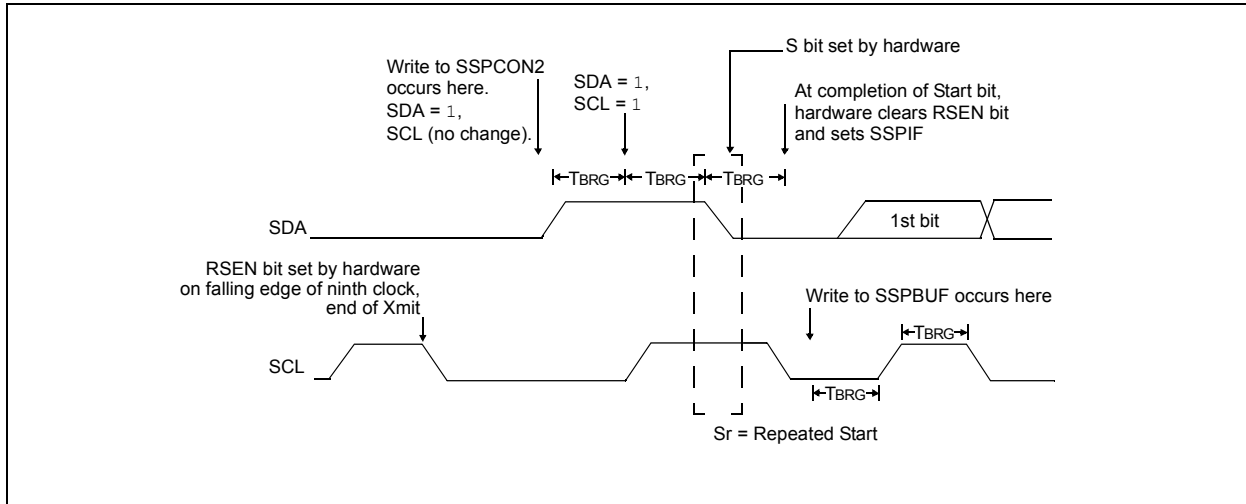 S bit set by hardware
Write to SSPCON2
occurs here.
SDA = 1,
SCL (no change).
SDA = 1,
SCL = 1
At completion of Start bit,
hardware clears RSEN bit
and sets SSPIF
TBRG
TBRG
TBRG
SDA
1st bit
RSEN bit set by hardware
on falling edge of ninth clock,
end of Xmit
Write to SSPBUF occurs here
TBRG
SCL
TBRG
Sr = Repeated Start